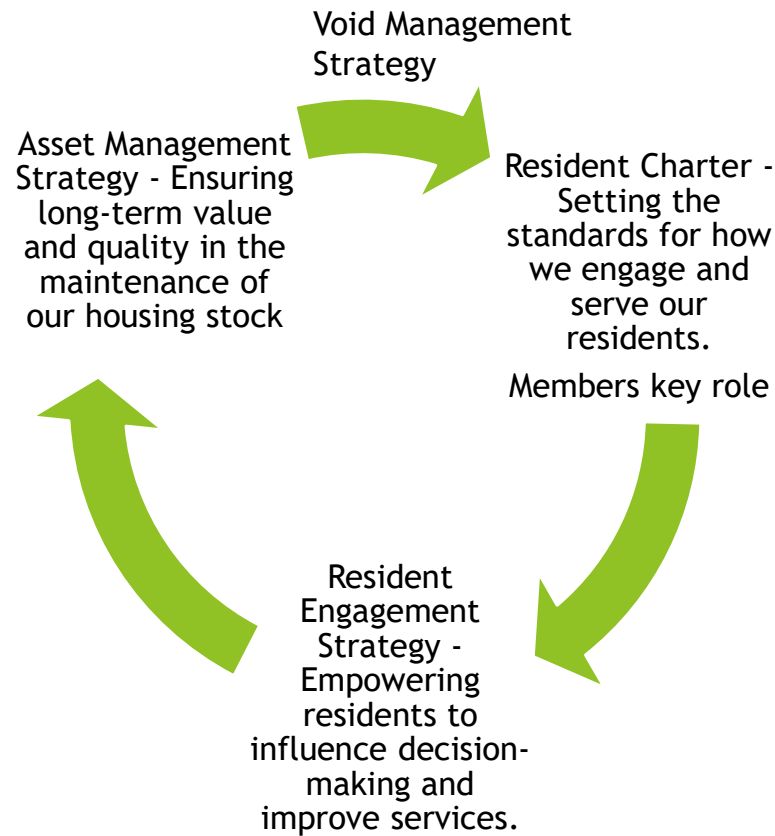 Void Management
Strategy
Asset Management
Strategy - Ensuring
long-term value
and quality in the
maintenance of
our housing stock
Resident Charter -
Setting the
standards for how
we engage and
serve our
residents.
Members key role
Resident
Engagement
Strategy -
Empowering
residents to
influence decision-
making and
improve services.